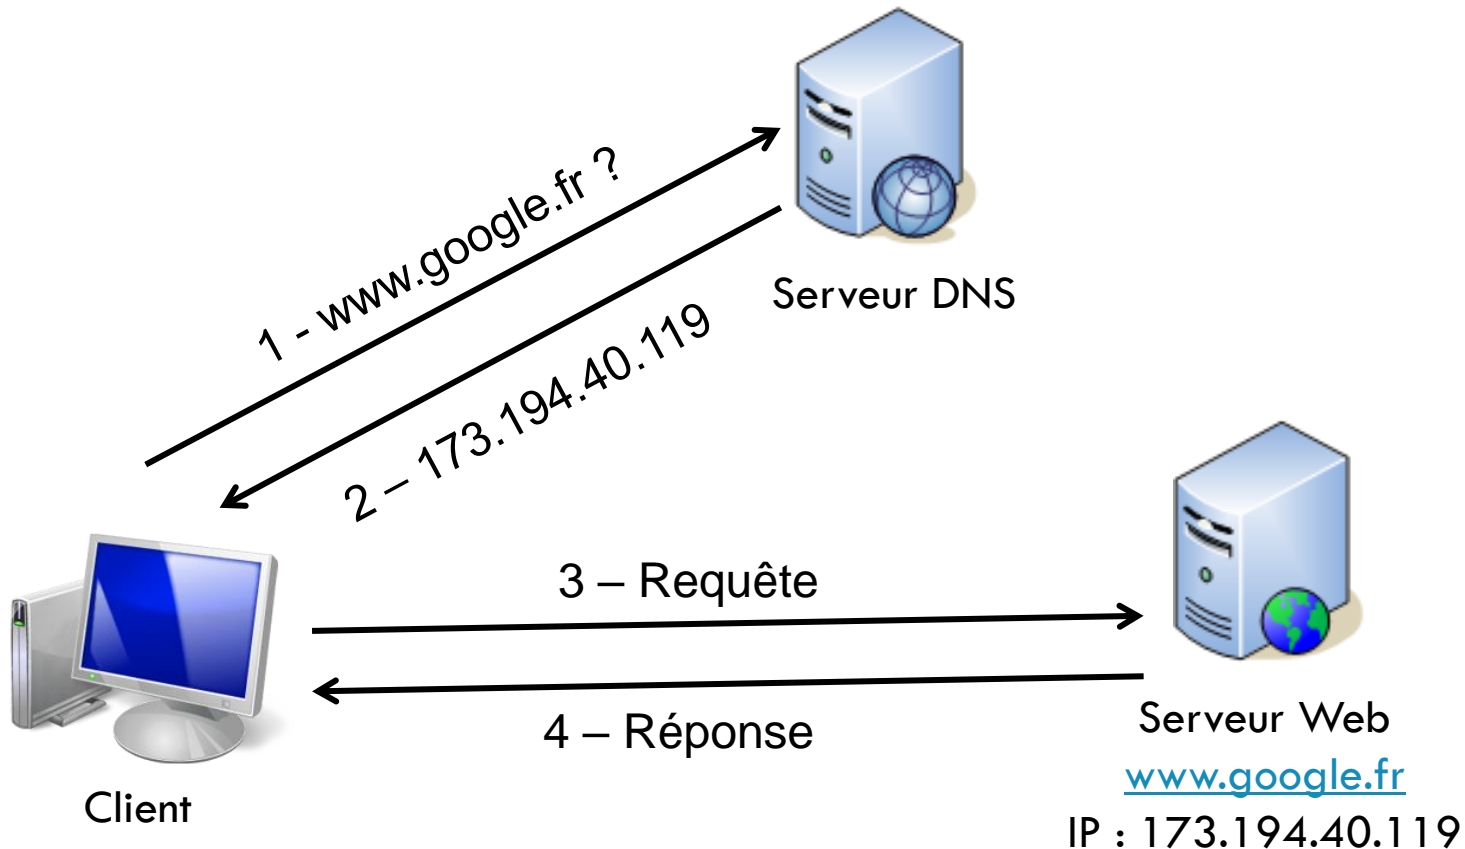 1 - www.google.fr ?
Serveur DNS
2 – 173.194.40.119
3 – Requête
4 – Réponse
Client
Serveur Web
www.google.fr
IP : 173.194.40.119